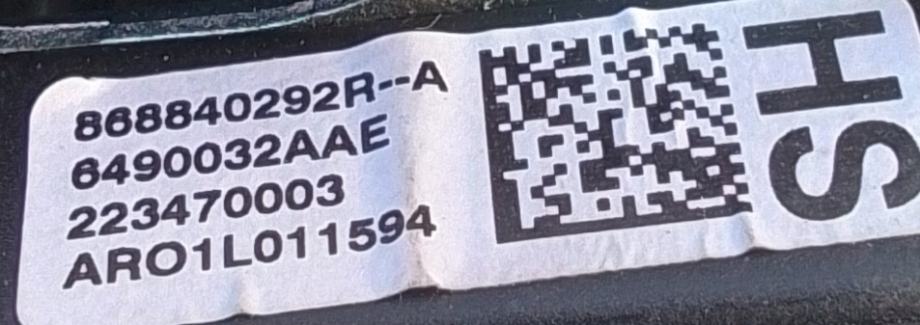 868840292R--A
6490032AAE
223470003
ARO1L011594
HS